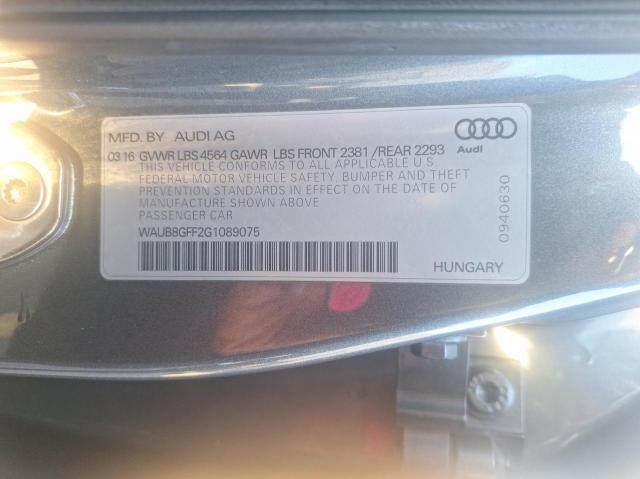 MFD. BY AUDI AG
03 16 GVWR LBS 4564 GAWR LBS FRONT 2381 /REAR 2293
THIS VEHICLE CONFORMS TO ALL APPLICABLE U.S.
FEDERAL MOTOR VEHICLE SAFETY, BUMPER AND THEFT
PREVENTION STANDARDS IN EFFECT ON THE DATE OF
MANUFACTURE SHOWN ABOVE
PASSENGER CAR
WAUB8GFF2G1089075
Audi
0940630
HUNGARY